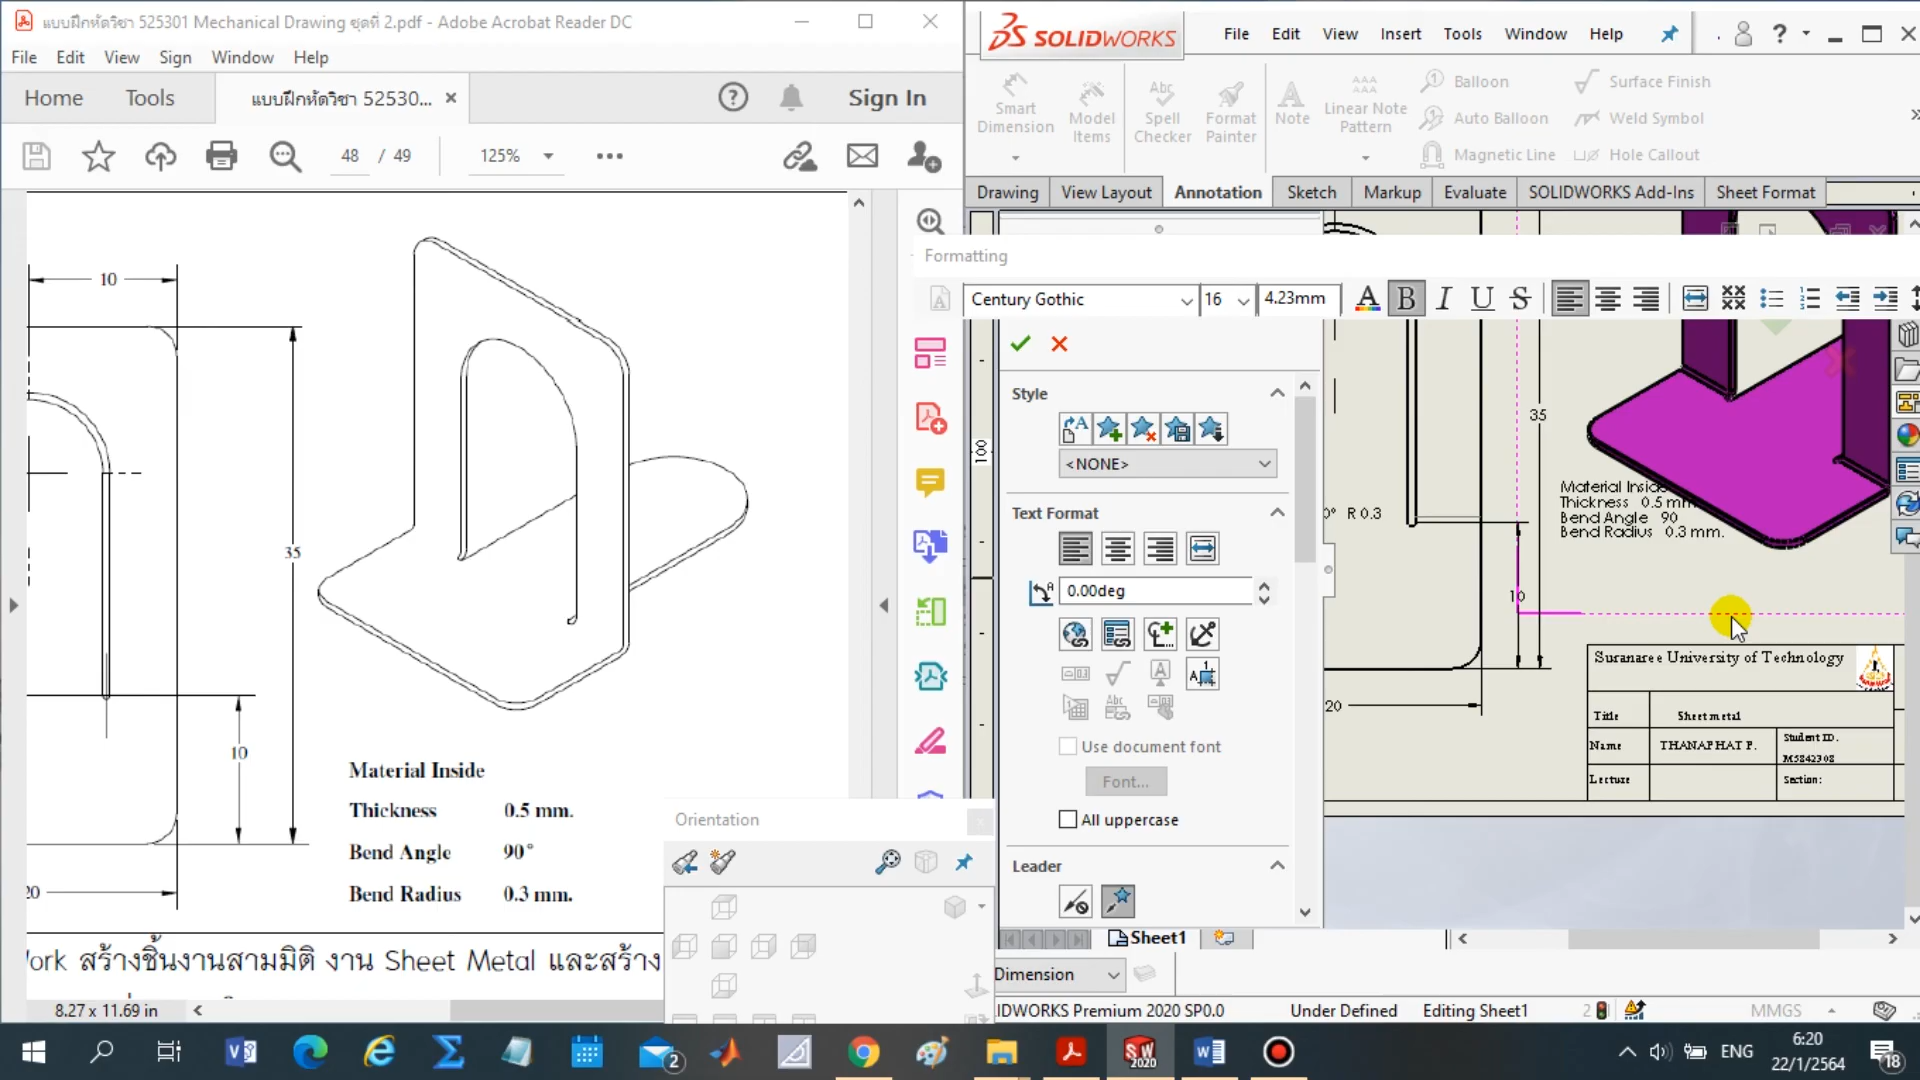 แบบฝึกหัดวิชา 525301 Mechanical Drawing ชุดที่ 2.pdf - Adobe Acrobat Reader DC
File Edit View Sign Window Help
Home Tools แบบฝึกหัดวิชา 52530... × Sign In
48 / 49 125%
10
35
10
20
Material Inside
Thickness 0.5 mm.
Bend Angle 90°
Bend Radius 0.3 mm.
Work สร้างชิ้นงานสามมิติ งาน Sheet Metal และสร้าง
8.27 x 11.69 in
Orientation
SOLIDWORKS File Edit View Insert Tools Window Help
Smart Dimension
Model Items
Spell Checker
Format Painter
Note
Linear Note Pattern
Balloon
Auto Balloon
Magnetic Line
Surface Finish
Weld Symbol
Hole Callout
Drawing View Layout Annotation Sketch Markup Evaluate SOLIDWORKS Add-Ins Sheet Format
Formatting
Century Gothic 16 4.23mm A B I U S
Style
<NONE>
Text Format
0.00deg
Use document font
Font...
All uppercase
Leader
100
35
0° R 0.3
10
20
Material Inside
Thickness 0.5 mm.
Bend Angle 90
Bend Radius 0.3 mm.
Suranaree University of Technology
Title Sheet metal
Name THANAPHAT P. Student ID. M5842308
Lecture Section:
Sheet1
Dimension
IDWORKS Premium 2020 SP0.0 Under Defined Editing Sheet1 2 MMGS
SW 2020
2
ENG
6:20
22/1/2564
18